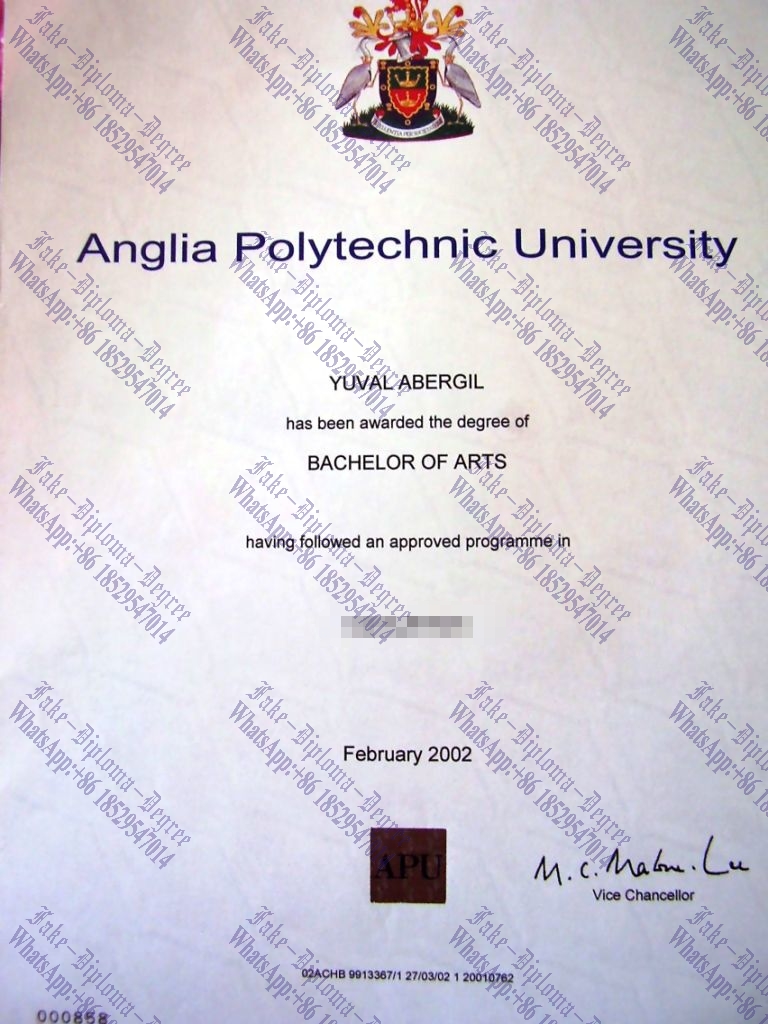 Anglia Polytechnic University
YUVAL ABERGIL
has been awarded the degree of
BACHELOR OF ARTS
having followed an approved programme in
February 2002
APU
M. C. Malone-Lee
Vice Chancellor
02ACHB 9913367/1 27/03/02 1 20010762
000858
Fake-Diploma-Degree
WhatsApp:+86 18529547014